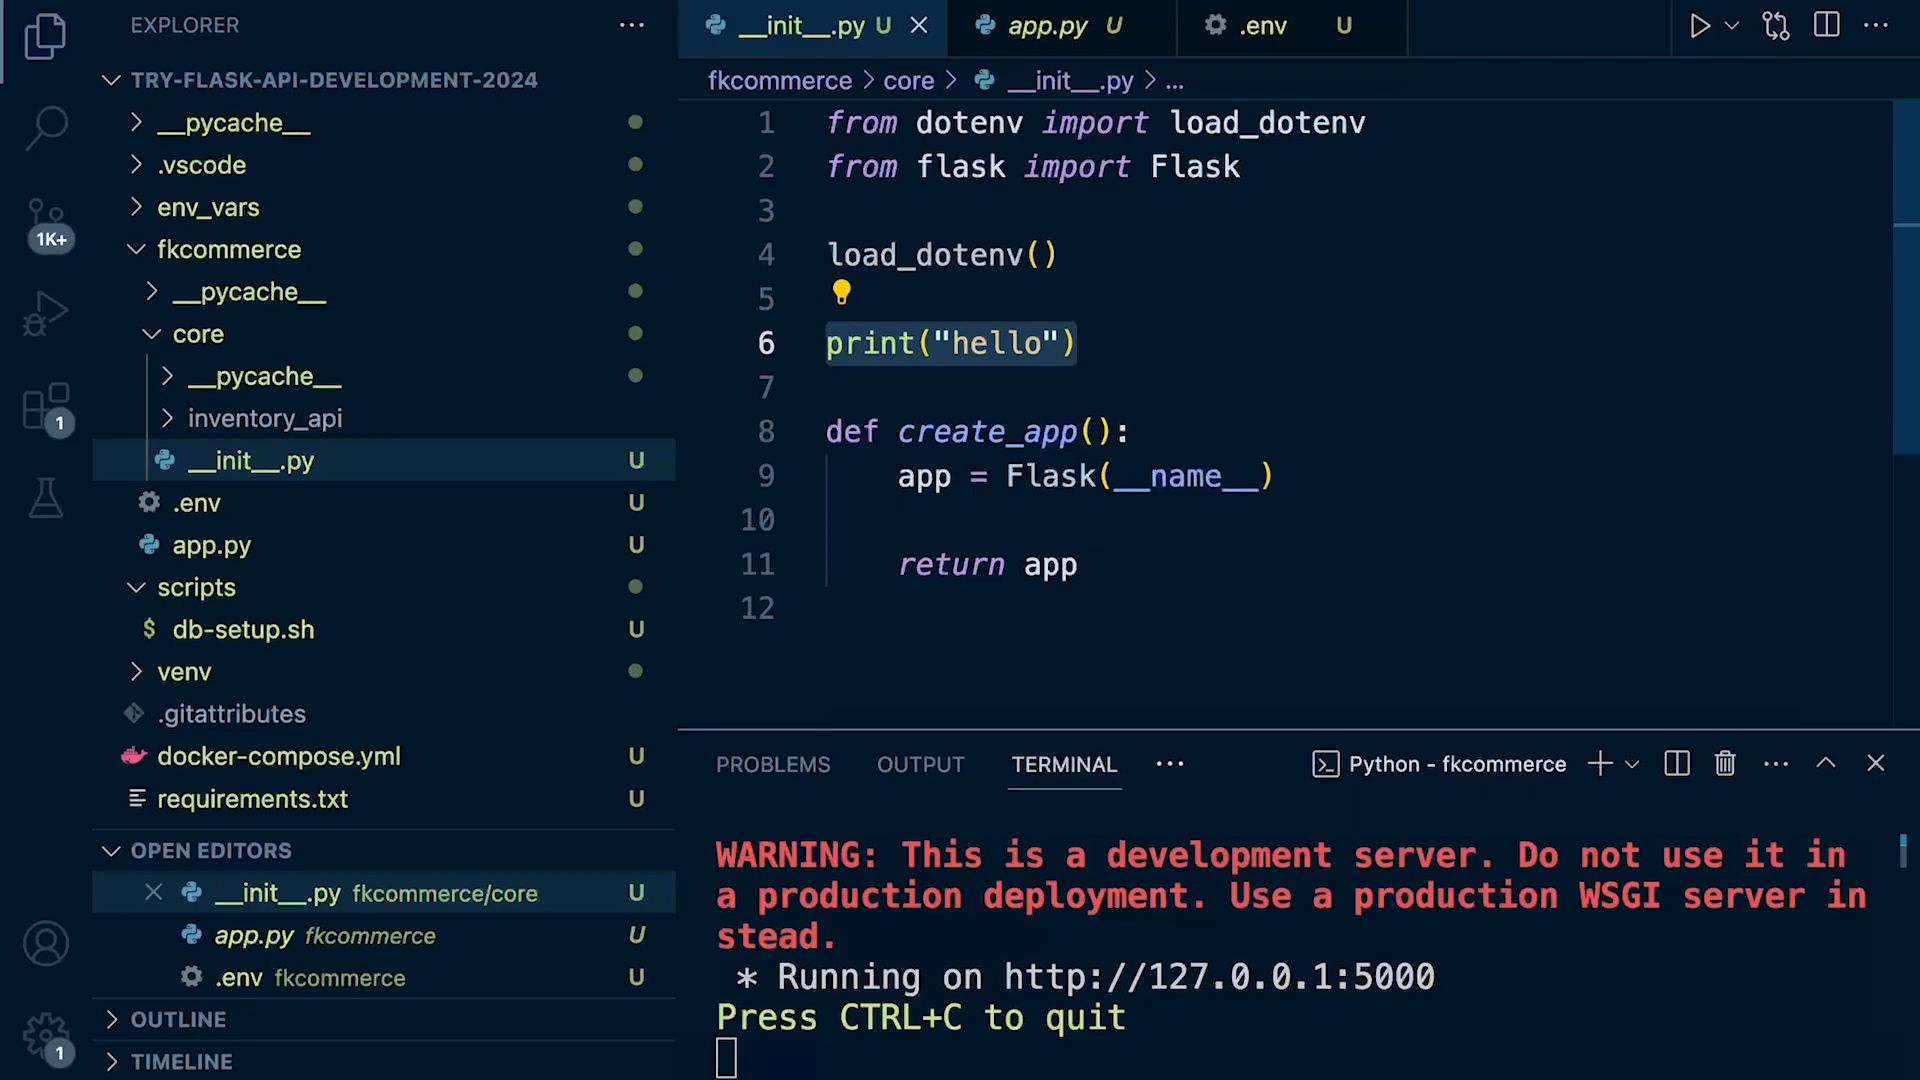 EXPLORER
TRY-FLASK-API-DEVELOPMENT-2024
__pycache__
.vscode
env_vars
fkcommerce
__pycache__
core
__pycache__
inventory_api
__init__.py U
.env U
app.py U
scripts
$ db-setup.sh U
venv
.gitattributes
docker-compose.yml U
requirements.txt U
OPEN EDITORS
__init__.py fkcommerce/core U
app.py fkcommerce U
.env fkcommerce U
OUTLINE
TIMELINE
1K+
1
1
__init__.py U
app.py U
.env U
fkcommerce > core > __init__.py > ...
1 from dotenv import load_dotenv
2 from flask import Flask
3
4 load_dotenv()
5
6 print("hello")
7
8 def create_app():
9 app = Flask(__name__)
10
11 return app
12
PROBLEMS OUTPUT TERMINAL
Python - fkcommerce
WARNING: This is a development server. Do not use it in
a production deployment. Use a production WSGI server in
stead.
* Running on http://127.0.0.1:5000
Press CTRL+C to quit